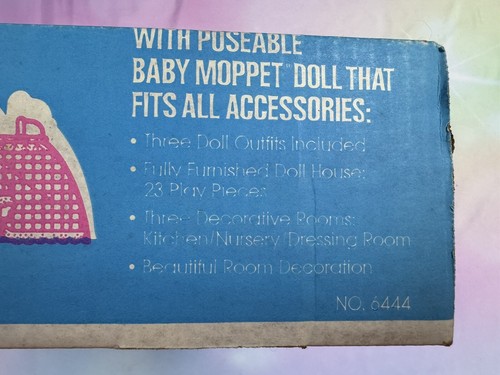 WITH POSEABLE
BABY MOPPET™ DOLL THAT
FITS ALL ACCESSORIES:
• Three Doll Outfits Included
• Fully Furnished Doll House:
23 Play Pieces
• Three Decorative Rooms:
Kitchen/Nursery/Dressing Room
• Beautiful Room Decoration
NO. 6444